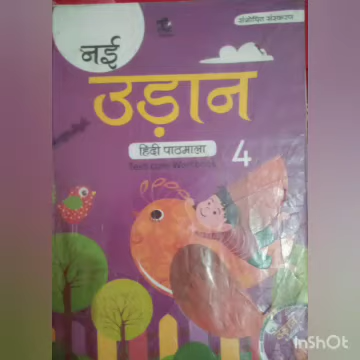 संशोधित संस्करण
नई
उड़ान
हिंदी पाठमाला
Text cum Workbook
4
InShOt